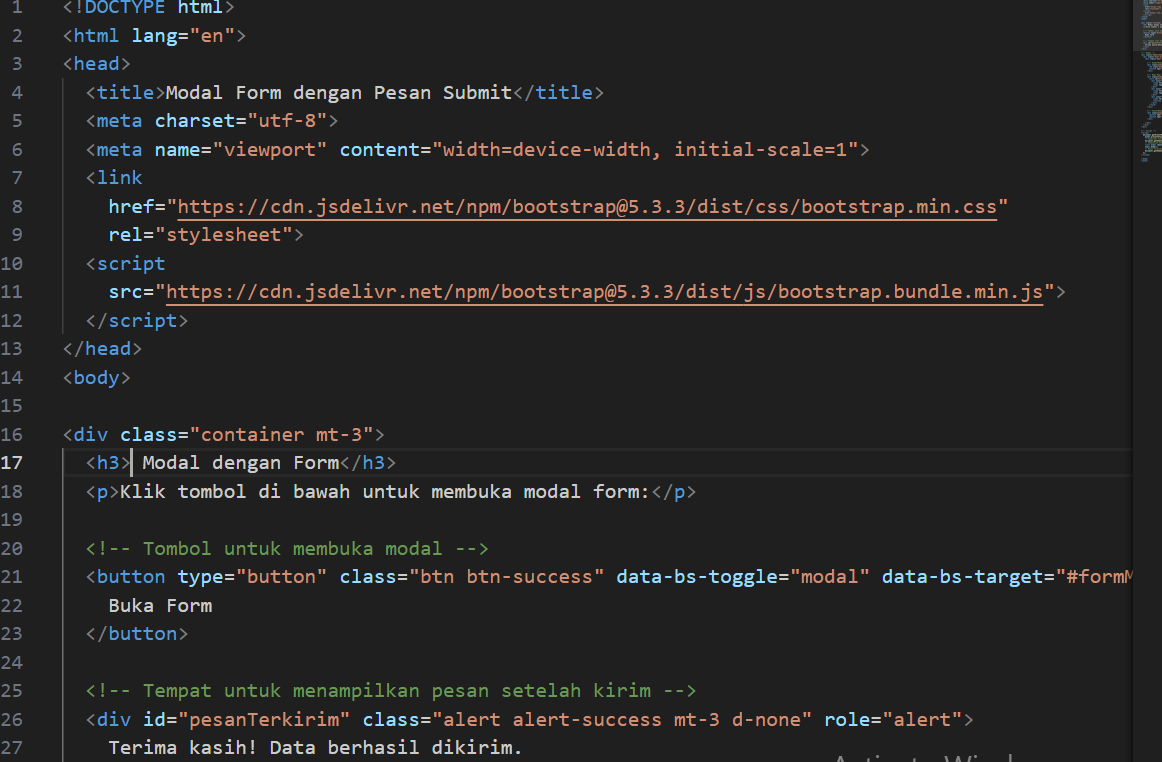 1 <!DOCTYPE html>
2 <html lang="en">
3 <head>
4 <title>Modal Form dengan Pesan Submit</title>
5 <meta charset="utf-8">
6 <meta name="viewport" content="width=device-width, initial-scale=1">
7 <link
8 href="https://cdn.jsdelivr.net/npm/bootstrap@5.3.3/dist/css/bootstrap.min.css"
9 rel="stylesheet">
10 <script
11 src="https://cdn.jsdelivr.net/npm/bootstrap@5.3.3/dist/js/bootstrap.bundle.min.js">
12 </script>
13 </head>
14 <body>
15
16 <div class="container mt-3">
17 <h3> Modal dengan Form</h3>
18 <p>Klik tombol di bawah untuk membuka modal form:</p>
19
20 <!-- Tombol untuk membuka modal -->
21 <button type="button" class="btn btn-success" data-bs-toggle="modal" data-bs-target="#form
22 Buka Form
23 </button>
24
25 <!-- Tempat untuk menampilkan pesan setelah kirim -->
26 <div id="pesanTerkirim" class="alert alert-success mt-3 d-none" role="alert">
27 Terima kasih! Data berhasil dikirim.